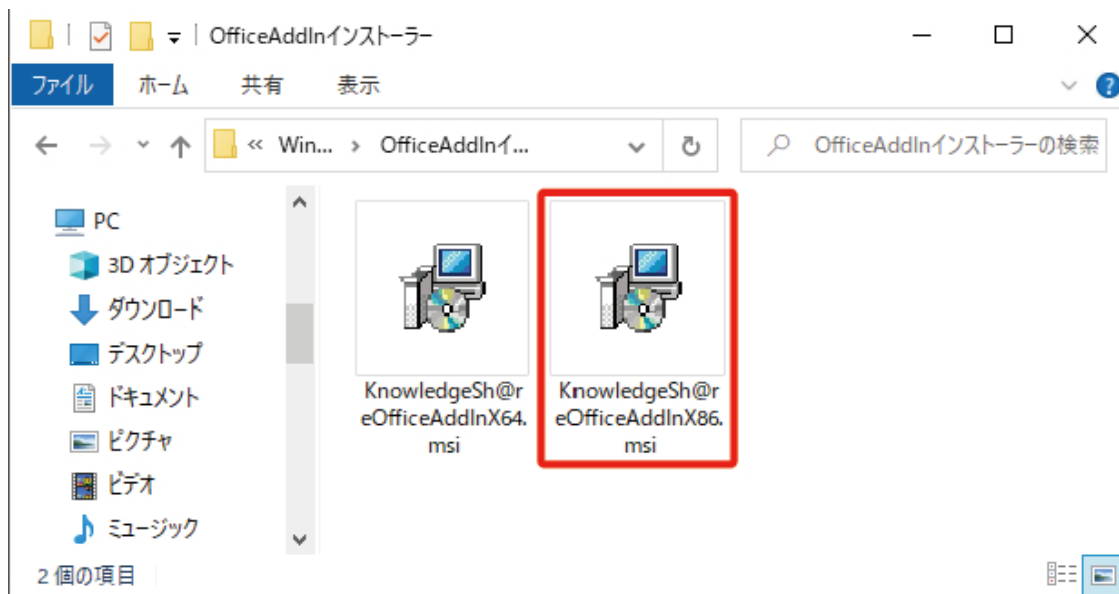 OfficeAddInインストーラー
ファイル ホーム 共有 表示
« Win... › OfficeAddInイ...
OfficeAddInインストーラーの検索
PC
3D オブジェクト
ダウンロード
デスクトップ
ドキュメント
ピクチャ
ビデオ
ミュージック
KnowledgeSh@r
eOfficeAddInX64.
msi
KnowledgeSh@r
eOfficeAddInX86.
msi
2 個の項目